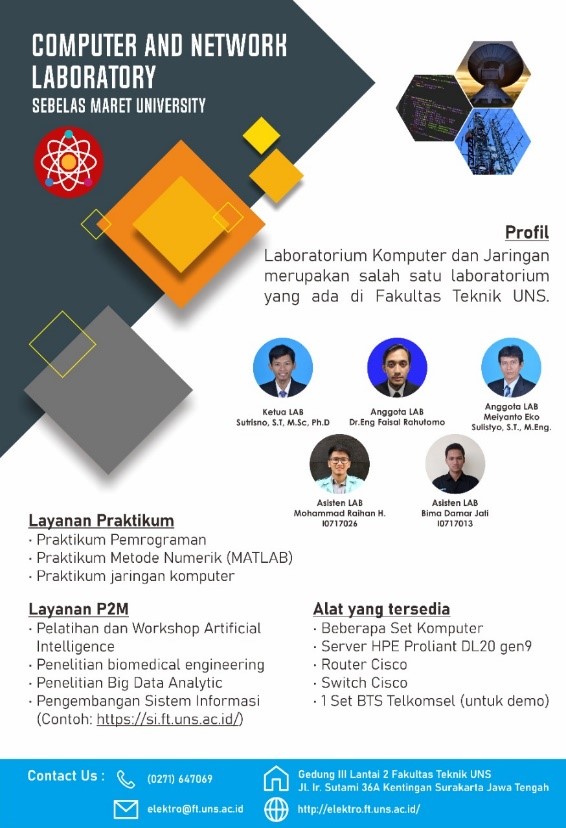 COMPUTER AND NETWORK
LABORATORY
SEBELAS MARET UNIVERSITY
Profil
Laboratorium Komputer dan Jaringan
merupakan salah satu laboratorium
yang ada di Fakultas Teknik UNS.
Ketua LAB
Sutrisno, S.T, M.Sc, Ph.D
Anggota LAB
Dr.Eng Faisal Rahutomo
Anggota LAB
Meiyanto Eko
Sulistyo, S.T., M.Eng.
Asisten LAB
Mohammad Raihan H.
I0717026
Asisten LAB
Bima Damar Jati
I0717013
Layanan Praktikum
· Praktikum Pemrograman
· Praktikum Metode Numerik (MATLAB)
· Praktikum jaringan komputer
Layanan P2M
· Pelatihan dan Workshop Artificial
Intelligence
· Penelitian biomedical engineering
· Penelitian Big Data Analytic
· Pengembangan Sistem Informasi
(Contoh: https://si.ft.uns.ac.id/)
Alat yang tersedia
· Beberapa Set Komputer
· Server HPE Proliant DL20 gen9
· Router Cisco
· Switch Cisco
· 1 Set BTS Telkomsel (untuk demo)
Contact Us :
(0271) 647069
elektro@ft.uns.ac.id
Gedung III Lantai 2 Fakultas Teknik UNS
JL. Ir. Sutami 36A Kentingan Surakarta Jawa Tengah
http://elektro.ft.uns.ac.id/